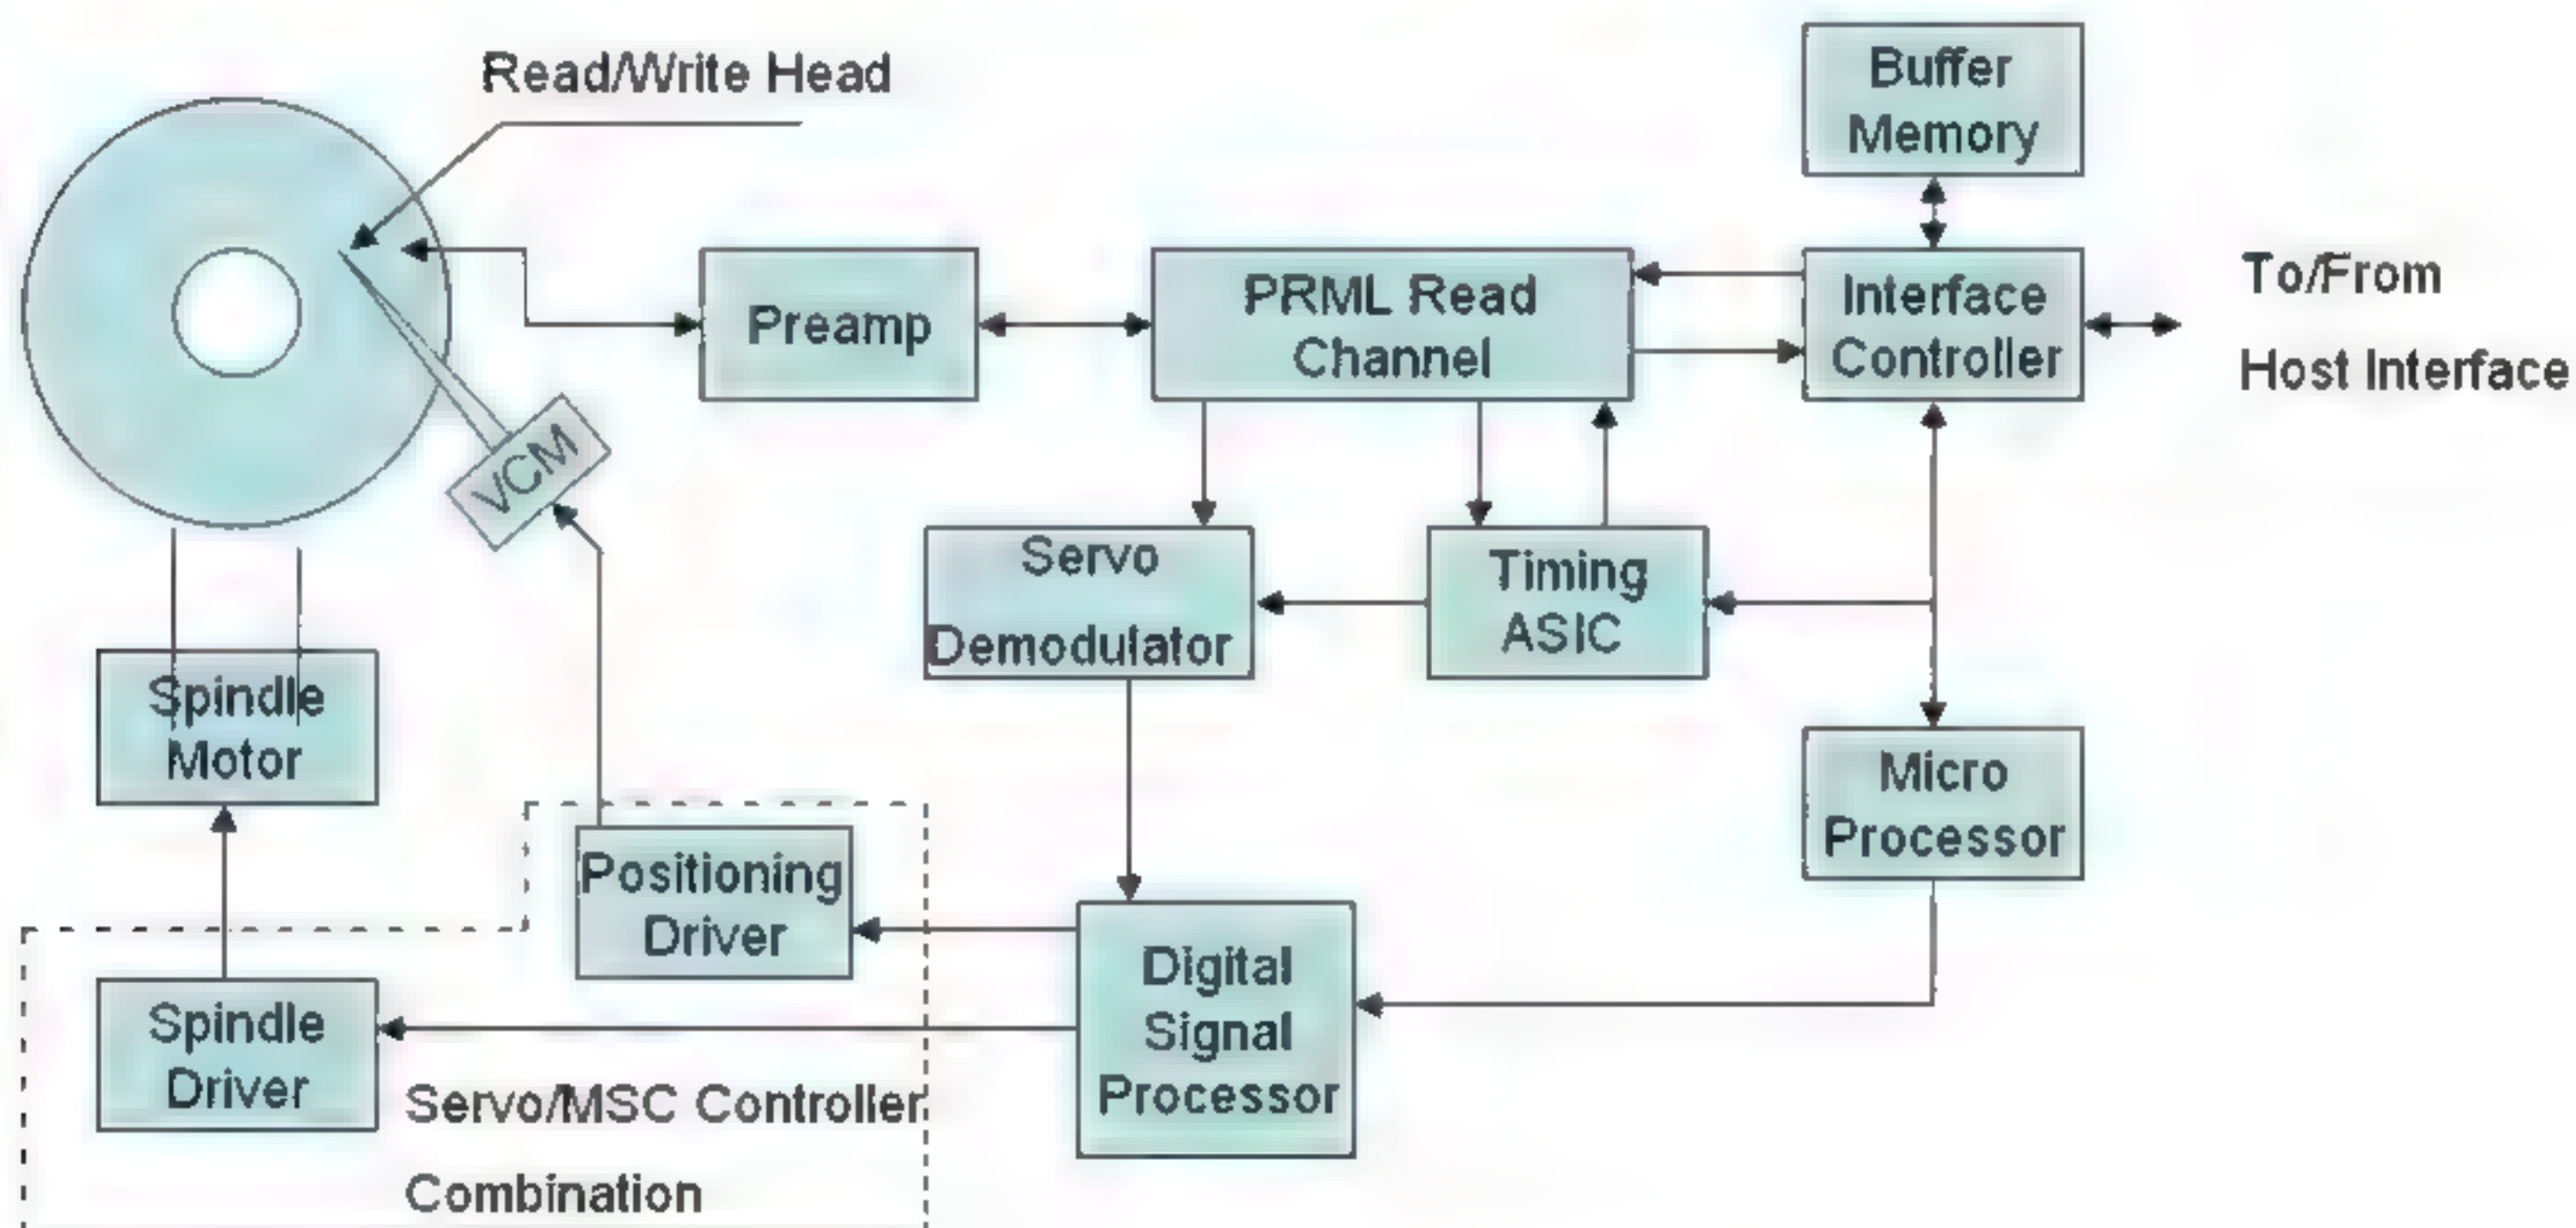 Read/Write Head
Buffer
Memory
Preamp
PRML Read
Channel
Interface
Controller
To/From
Host Interface
VCM
Servo
Demodulator
Timing
ASIC
Spindle
Motor
Micro
Processor
Positioning
Driver
Digital
Signal
Processor
Spindle
Driver
Servo/MSC Controller
Combination